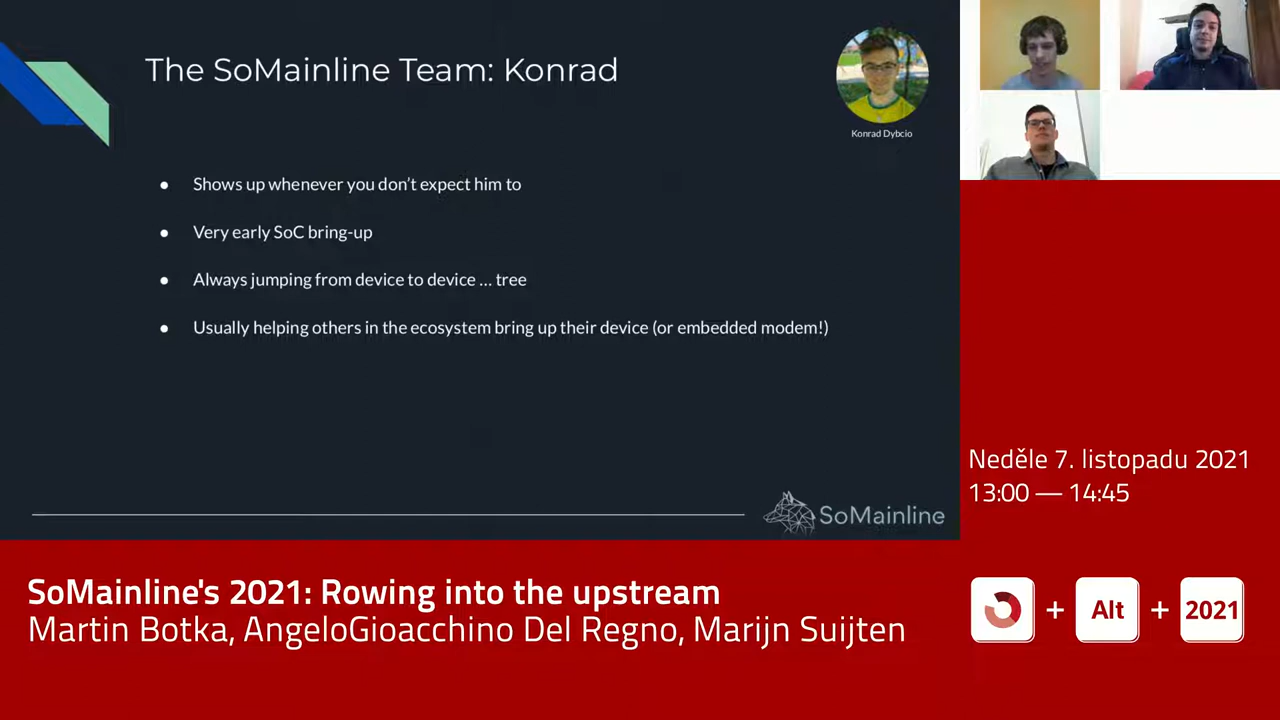 The SoMainline Team: Konrad
Konrad Dybcio
● Shows up whenever you don't expect him to
● Very early SoC bring-up
● Always jumping from device to device ... tree
● Usually helping others in the ecosystem bring up their device (or embedded modem!)
SoMainline
Neděle 7. listopadu 2021
13:00 — 14:45
SoMainline's 2021: Rowing into the upstream
Martin Botka, AngeloGioacchino Del Regno, Marijn Suijten
+ Alt + 2021